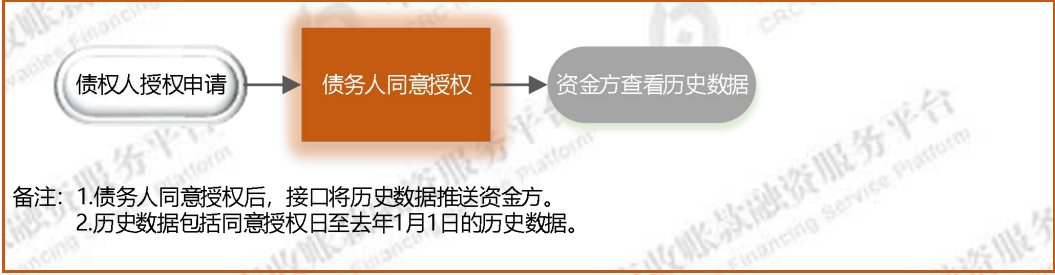 债权人授权申请
债务人同意授权
资金方查看历史数据
备注：1.债务人同意授权后，接口将历史数据推送资金方。
2.历史数据包括同意授权日至去年1月1日的历史数据。